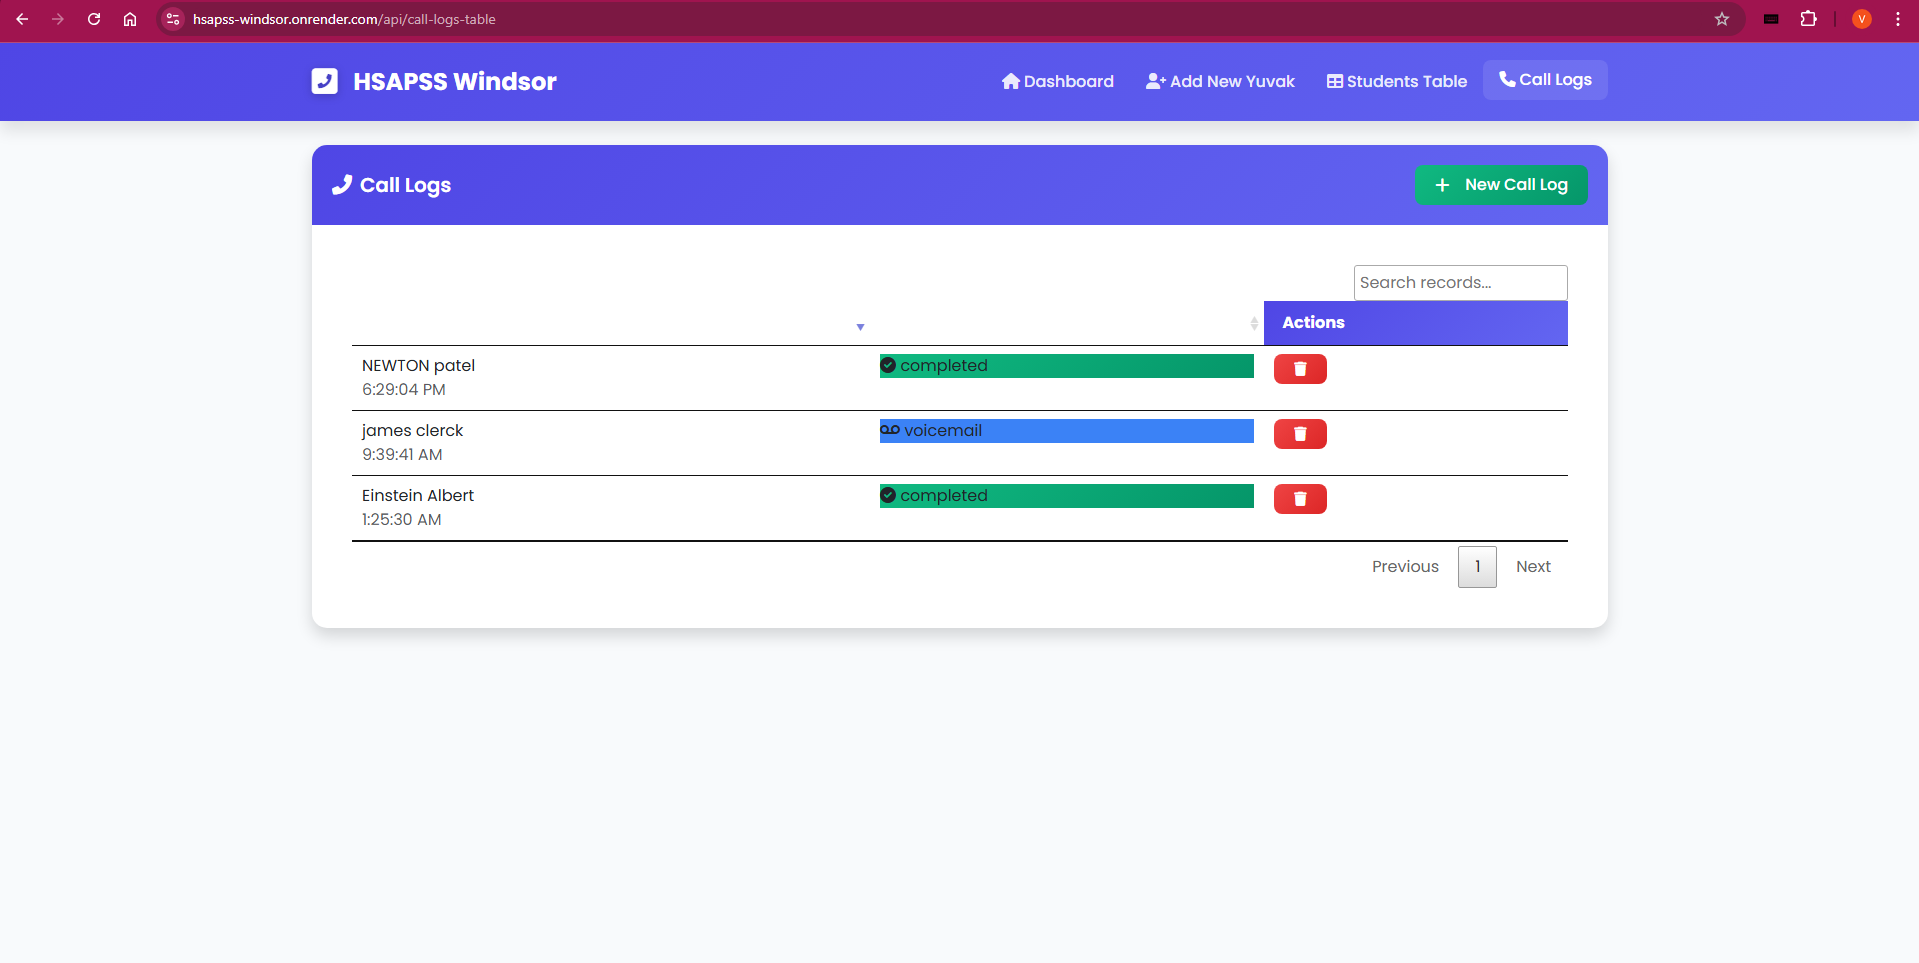 hsapss-windsor.onrender.com/api/call-logs-table
V
HSAPSS Windsor
Dashboard
Add New Yuvak
Students Table
Call Logs
Call Logs
New Call Log
Search records...
Actions
NEWTON patel
6:29:04 PM
completed
james clerck
9:39:41 AM
voicemail
Einstein Albert
1:25:30 AM
completed
Previous
1
Next